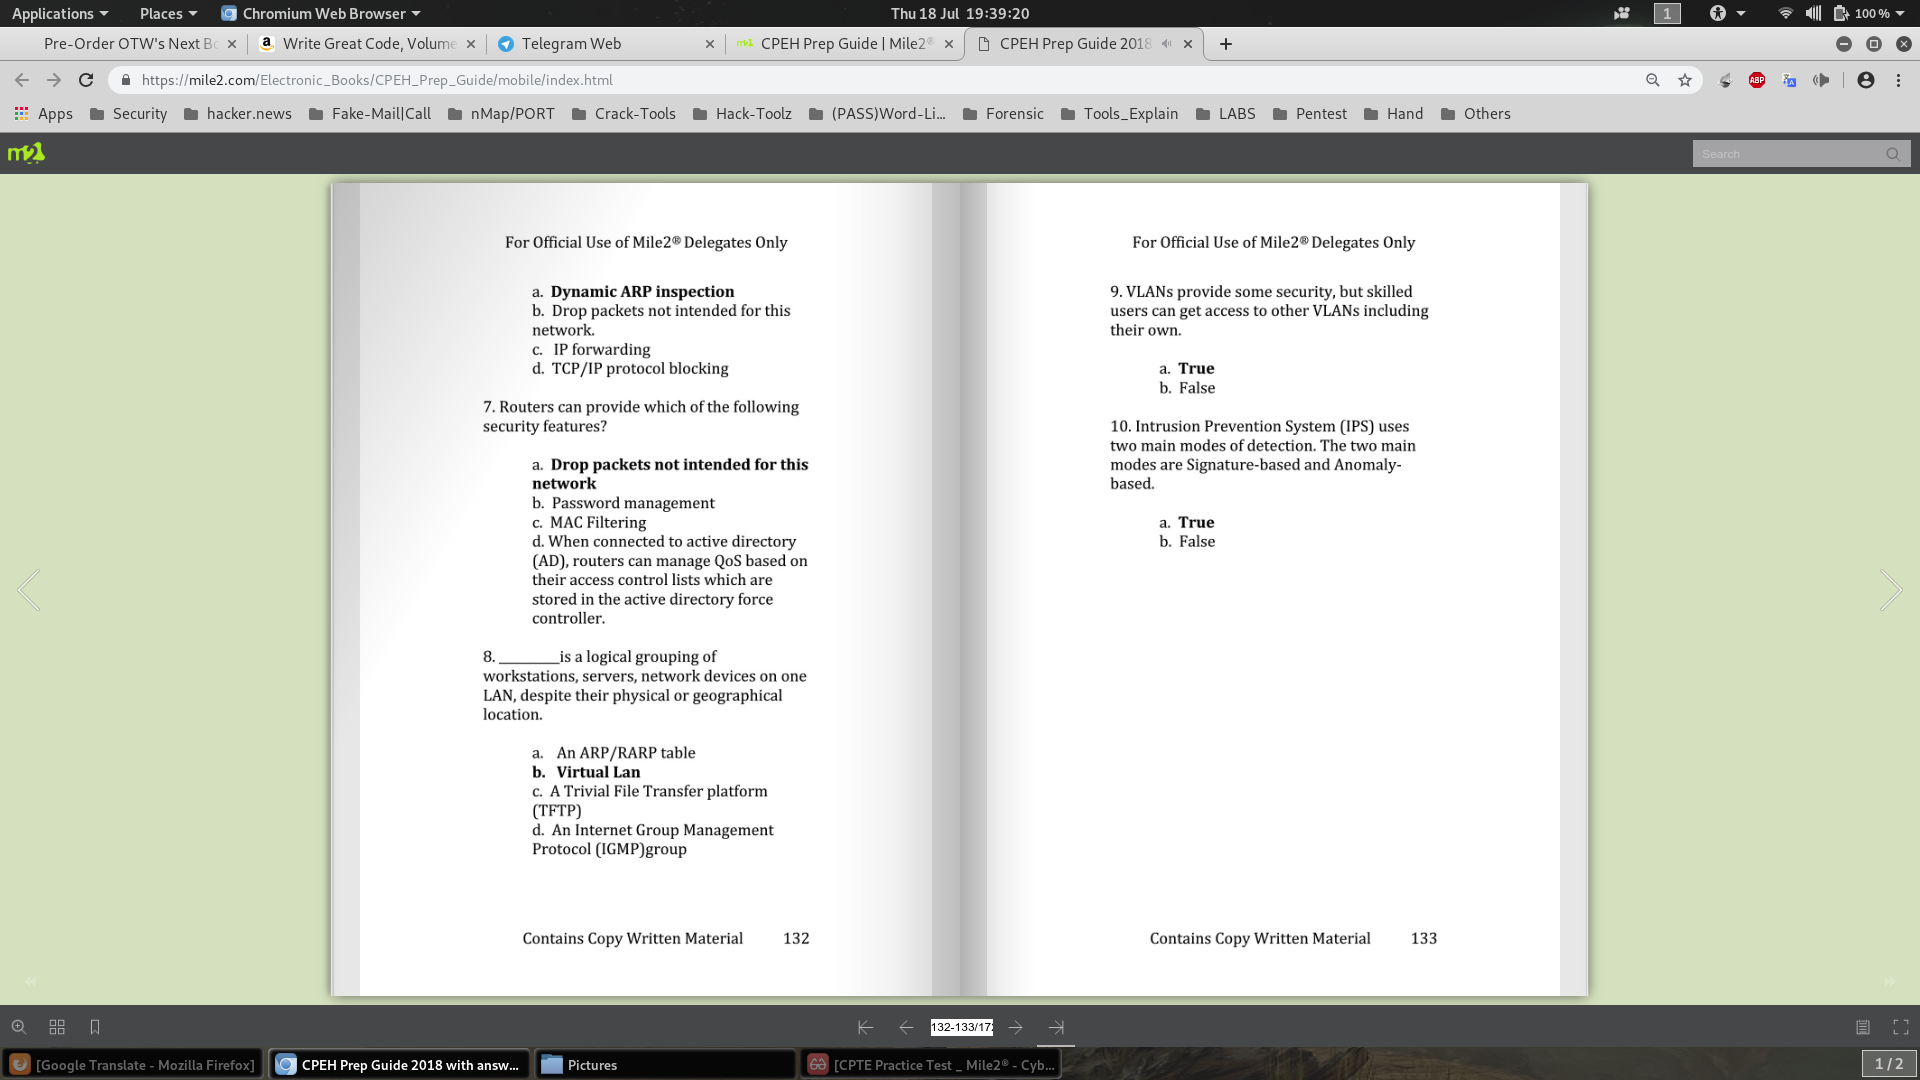 Applications
Places
Chromium Web Browser
Thu 18 Jul 19:39:20
1
100 %
Pre-Order OTW's Next Bo
Write Great Code, Volume
Telegram Web
CPEH Prep Guide | Mile2®
CPEH Prep Guide 2018
https://mile2.com/Electronic_Books/CPEH_Prep_Guide/mobile/index.html
ABP
Apps
Security
hacker.news
Fake-Mail|Call
nMap/PORT
Crack-Tools
Hack-Toolz
(PASS)Word-Li...
Forensic
Tools_Explain
LABS
Pentest
Hand
Others
m2
Search
For Official Use of Mile2® Delegates Only
a. Dynamic ARP inspection
b. Drop packets not intended for this
network.
c. IP forwarding
d. TCP/IP protocol blocking
7. Routers can provide which of the following
security features?
a. Drop packets not intended for this
network
b. Password management
c. MAC Filtering
d. When connected to active directory
(AD), routers can manage QoS based on
their access control lists which are
stored in the active directory force
controller.
8. ________is a logical grouping of
workstations, servers, network devices on one
LAN, despite their physical or geographical
location.
a. An ARP/RARP table
b. Virtual Lan
c. A Trivial File Transfer platform
(TFTP)
d. An Internet Group Management
Protocol (IGMP)group
Contains Copy Written Material 132
For Official Use of Mile2® Delegates Only
9. VLANs provide some security, but skilled
users can get access to other VLANs including
their own.
a. True
b. False
10. Intrusion Prevention System (IPS) uses
two main modes of detection. The two main
modes are Signature-based and Anomaly-
based.
a. True
b. False
Contains Copy Written Material 133
132-133/17
[Google Translate - Mozilla Firefox]
CPEH Prep Guide 2018 with answ...
Pictures
[CPTE Practice Test _ Mile2® - Cyb...
1 / 2